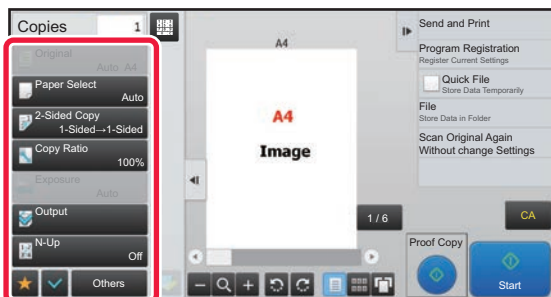 Copies 1
Original
Auto A4
Paper Select
Auto
2-Sided Copy
1-Sided→1-Sided
Copy Ratio
100%
Exposure
Auto
Output
N-Up
Off
Others
A4
A4
Image
1 / 6
Send and Print
Program Registration
Register Current Settings
Quick File
Store Data Temporarily
File
Store Data in Folder
Scan Original Again
Without change Settings
CA
Proof Copy
Start